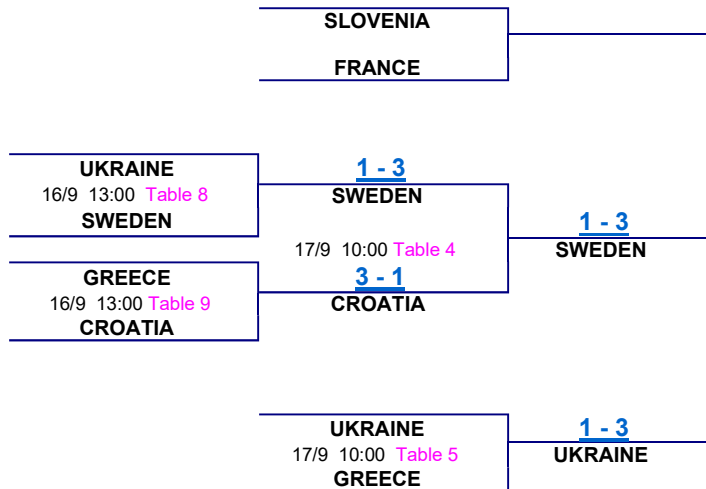 SLOVENIA
FRANCE
UKRAINE
16/9 13:00 Table 8
SWEDEN
1 - 3
SWEDEN
17/9 10:00 Table 4
1 - 3
SWEDEN
GREECE
16/9 13:00 Table 9
CROATIA
3 - 1
CROATIA
UKRAINE
17/9 10:00 Table 5
GREECE
1 - 3
UKRAINE